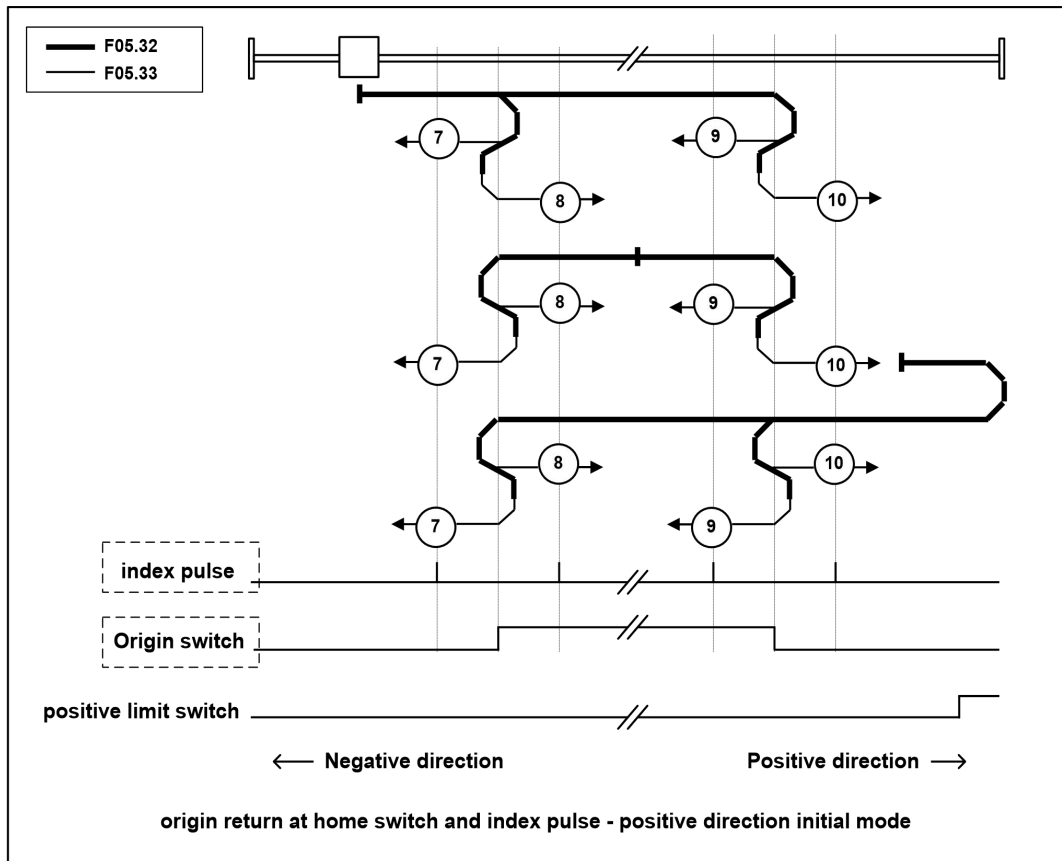 F05.32
F05.33
7
9
8
10
8
9
7
10
8
10
7
9
index pulse
Origin switch
positive limit switch
Negative direction
Positive direction
origin return at home switch and index pulse - positive direction initial mode